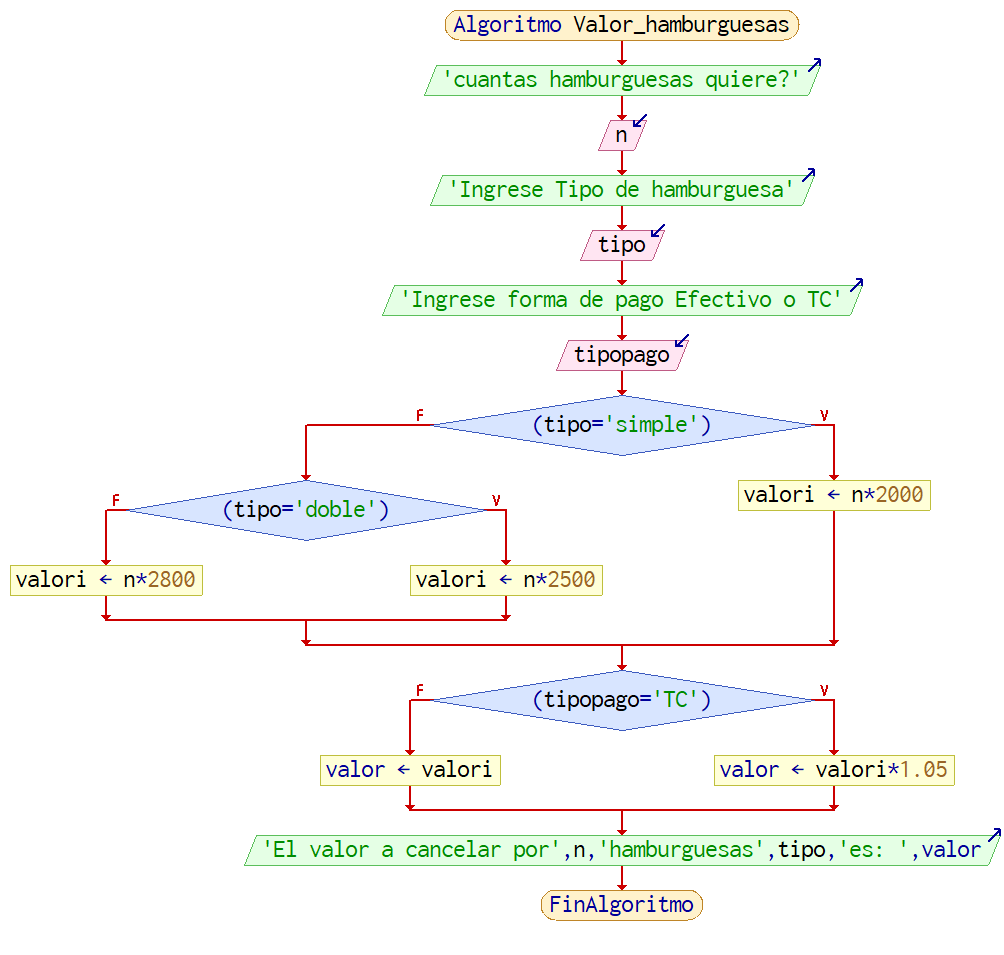 Algoritmo Valor_hamburguesas
'cuantas hamburguesas quiere?'
n
'Ingrese Tipo de hamburguesa'
tipo
'Ingrese forma de pago Efectivo o TC'
tipopago
F
(tipo='simple')
V
F
(tipo='doble')
V
valori ← n*2000
valori ← n*2800
valori ← n*2500
F
(tipopago='TC')
V
valor ← valori
valor ← valori*1.05
'El valor a cancelar por',n,'hamburguesas',tipo,'es: ',valor
FinAlgoritmo